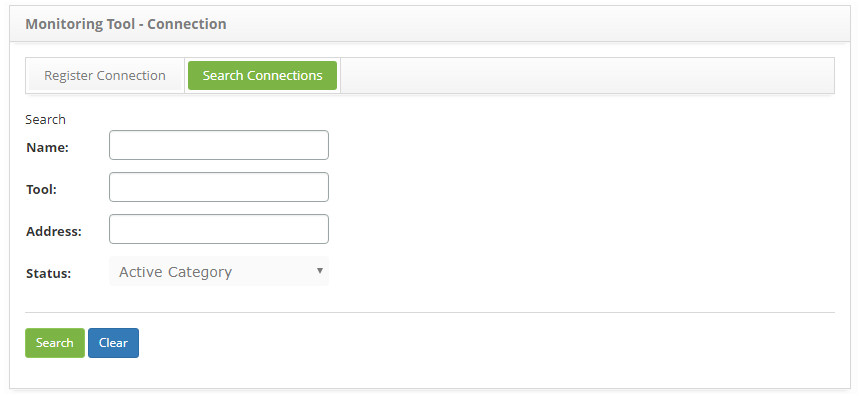 Monitoring Tool - Connection
Register Connection Search Connections
Search
Name:
Tool:
Address:
Status: Active Category
Search Clear